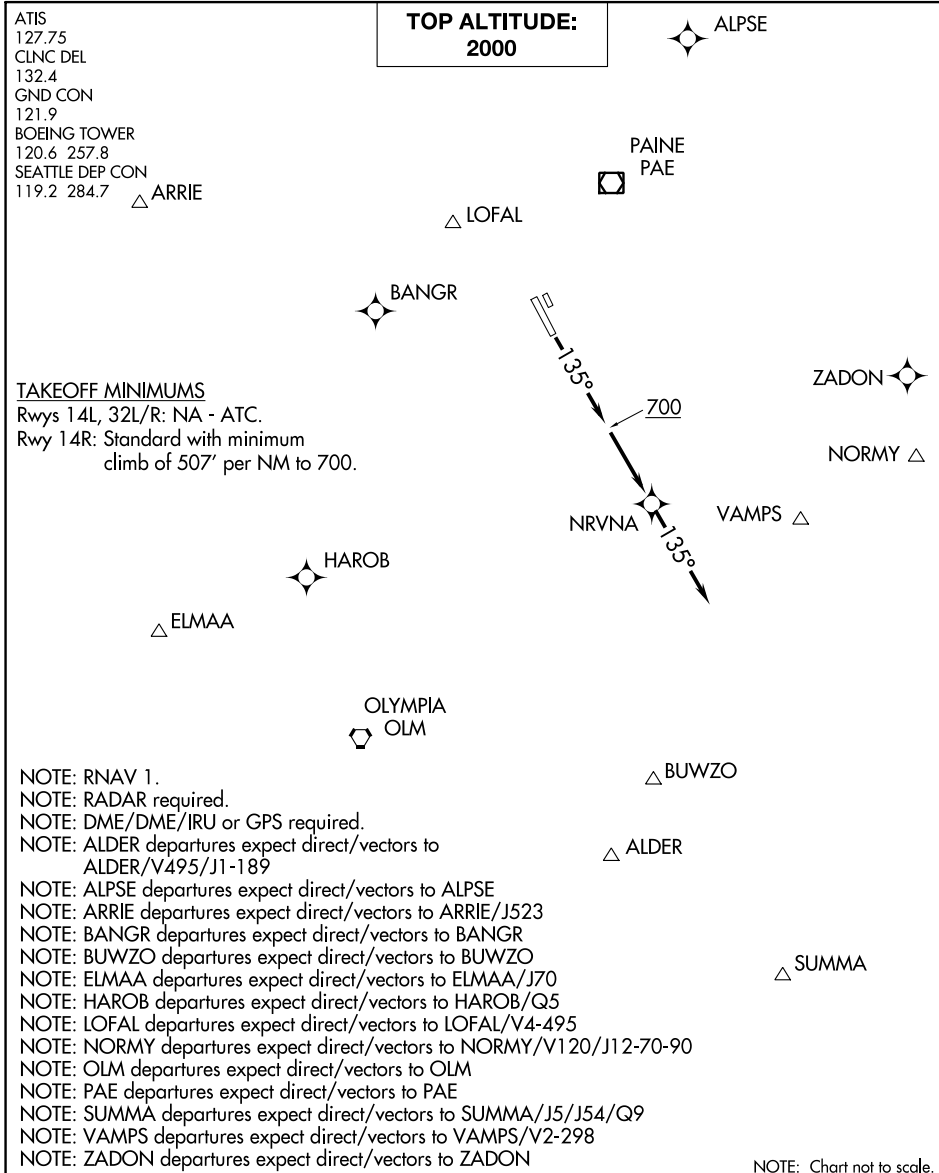 ATIS
127.75
CLNC DEL
132.4
GND CON
121.9
BOEING TOWER
120.6 257.8
SEATTLE DEP CON
119.2 284.7
TOP ALTITUDE:
2000
ALPSE
PAINE
PAE
ARRIE
LOFAL
BANGR
135°
ZADON
700
TAKEOFF MINIMUMS
Rwys 14L, 32L/R: NA - ATC.
Rwy 14R: Standard with minimum
climb of 507' per NM to 700.
NORMY
NRVNA
VAMPS
135°
HAROB
ELMAA
OLYMPIA
OLM
BUWZO
ALDER
SUMMA
NOTE: RNAV 1.
NOTE: RADAR required.
NOTE: DME/DME/IRU or GPS required.
NOTE: ALDER departures expect direct/vectors to
ALDER/V495/J1-189
NOTE: ALPSE departures expect direct/vectors to ALPSE
NOTE: ARRIE departures expect direct/vectors to ARRIE/J523
NOTE: BANGR departures expect direct/vectors to BANGR
NOTE: BUWZO departures expect direct/vectors to BUWZO
NOTE: ELMAA departures expect direct/vectors to ELMAA/J70
NOTE: HAROB departures expect direct/vectors to HAROB/Q5
NOTE: LOFAL departures expect direct/vectors to LOFAL/V4-495
NOTE: NORMY departures expect direct/vectors to NORMY/V120/J12-70-90
NOTE: OLM departures expect direct/vectors to OLM
NOTE: PAE departures expect direct/vectors to PAE
NOTE: SUMMA departures expect direct/vectors to SUMMA/J5/J54/Q9
NOTE: VAMPS departures expect direct/vectors to VAMPS/V2-298
NOTE: ZADON departures expect direct/vectors to ZADON
NOTE: Chart not to scale.